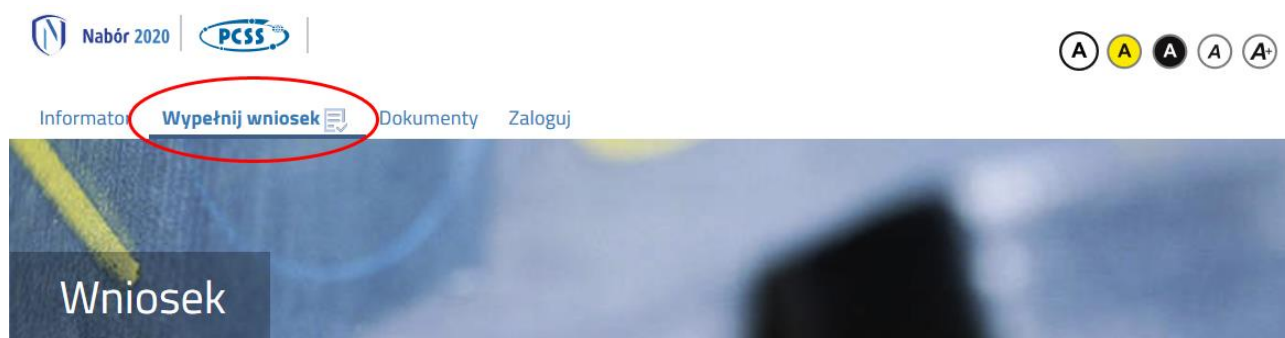 Nabór 2020 PCSS A A A A A+
Informator Wypełnij wniosek Dokumenty Zaloguj
Wniosek